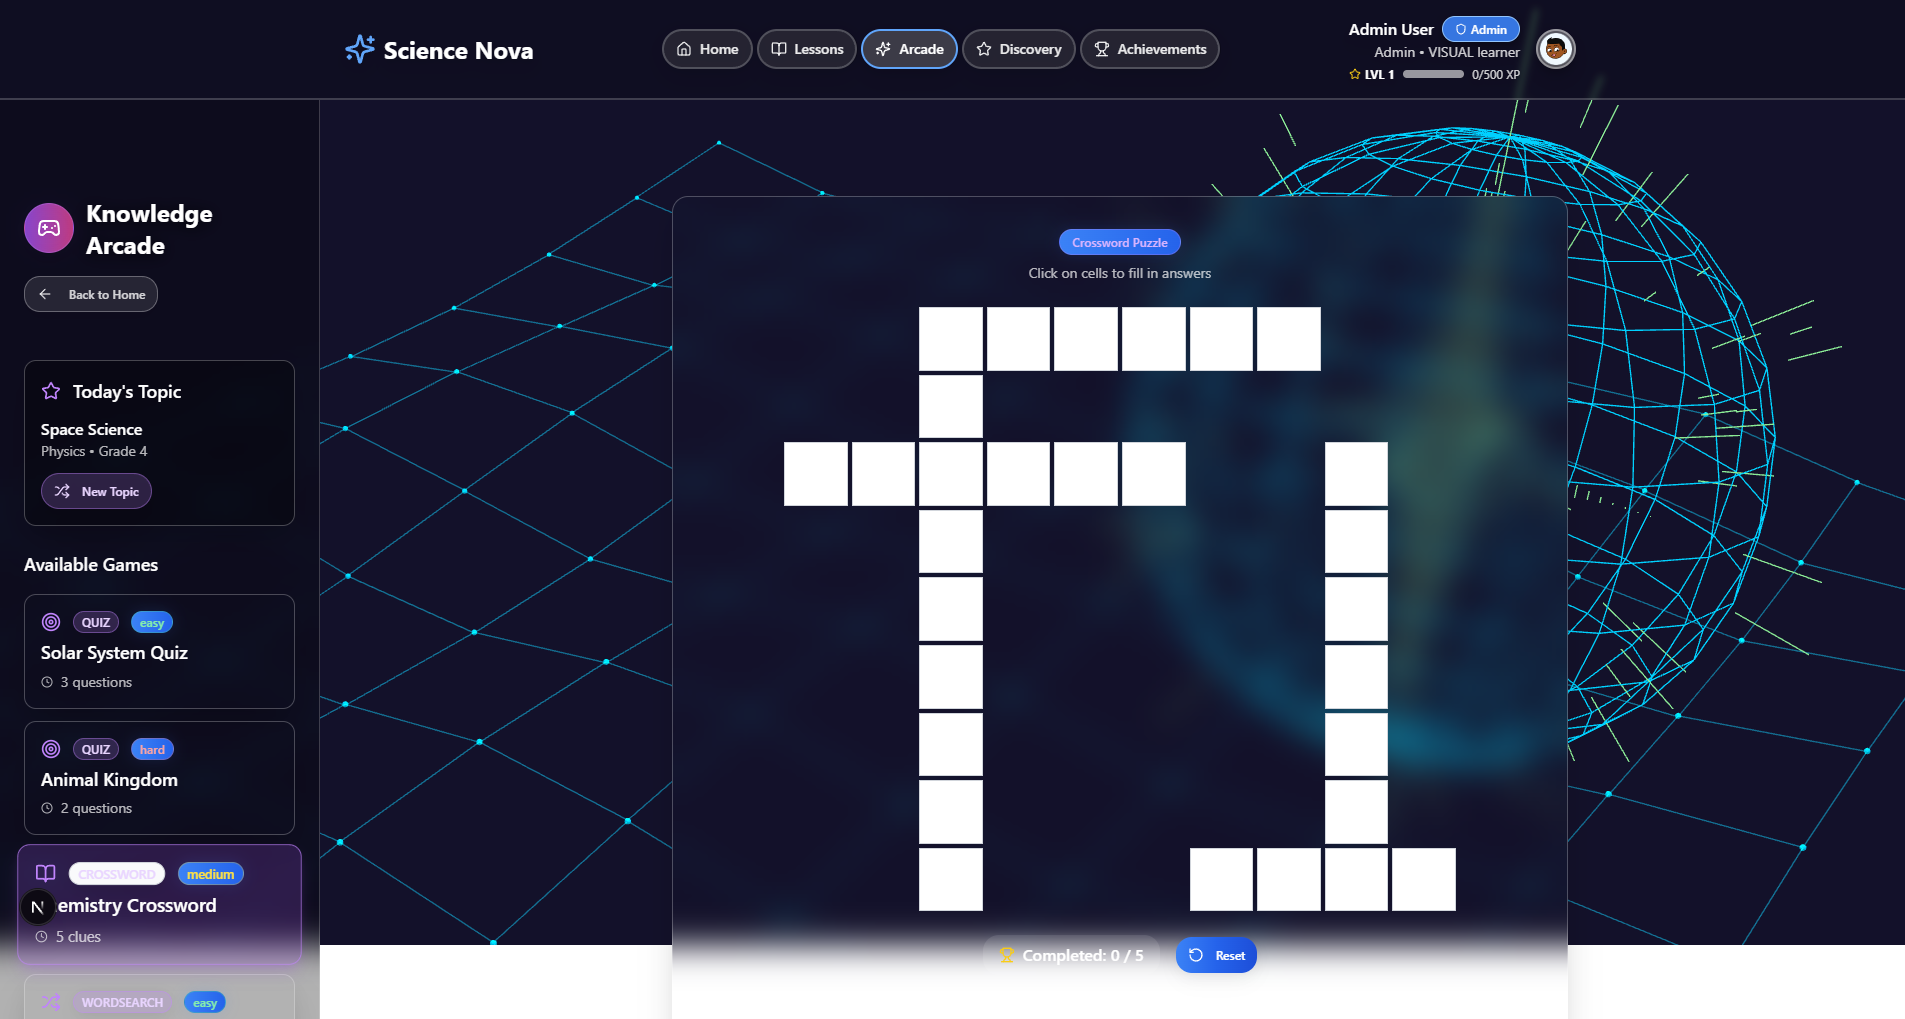 Science Nova
Home
Lessons
Arcade
Discovery
Achievements
Admin User
Admin
Admin • VISUAL learner
LVL 1
0/500 XP
Knowledge
Arcade
Back to Home
Today's Topic
Space Science
Physics • Grade 4
New Topic
Available Games
QUIZ
easy
Solar System Quiz
3 questions
QUIZ
hard
Animal Kingdom
2 questions
CROSSWORD
medium
N
emistry Crossword
5 clues
WORDSEARCH
easy
Crossword Puzzle
Click on cells to fill in answers
Completed: 0 / 5
Reset